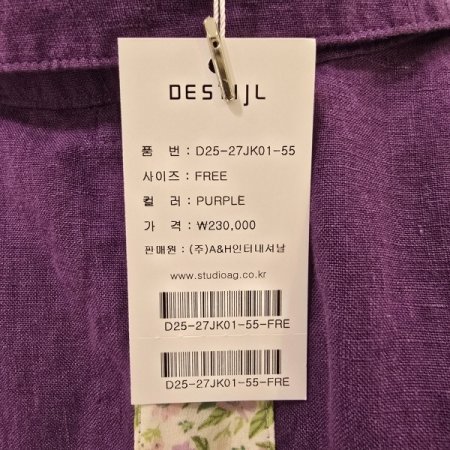 DESTIJL
품 번 : D25-27JK01-55
사이즈 : FREE
컬 러 : PURPLE
가 격 : ₩230,000
판매원 : (주)A&H인터내셔날
www.studioag.co.kr
D25-27JK01-55-FRE
D25-27JK01-55-FRE